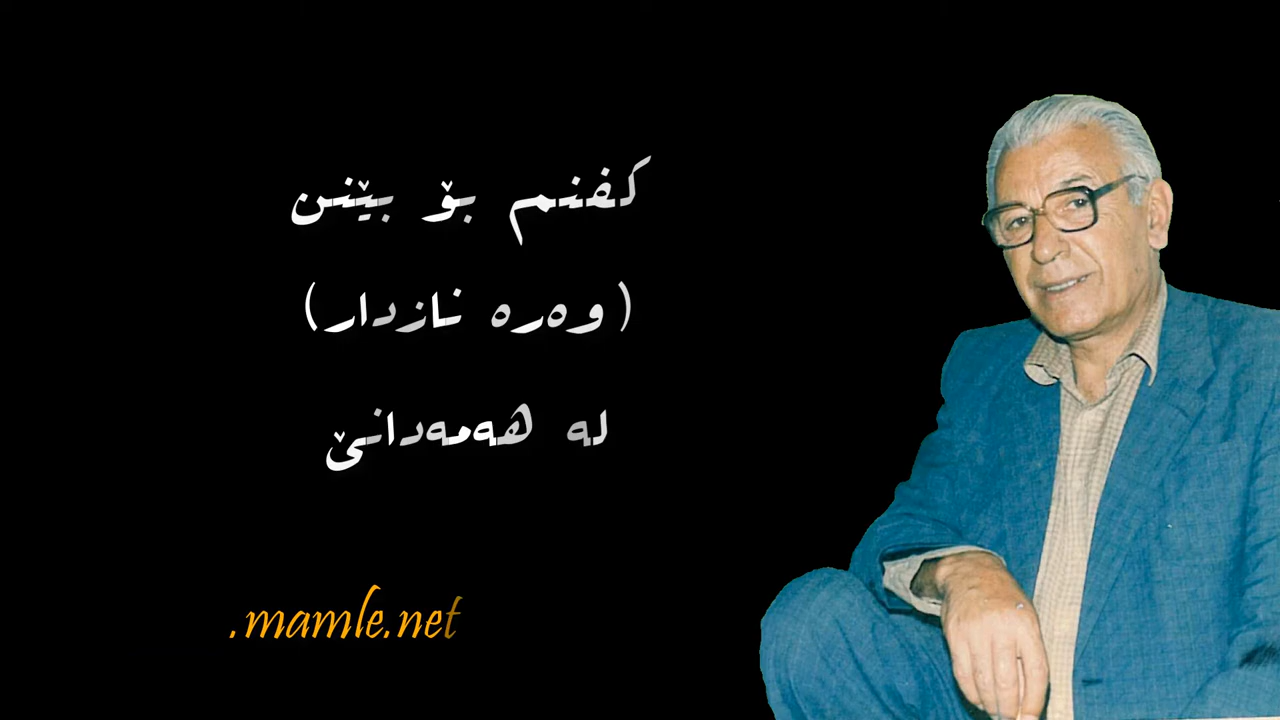 کفنم بۆ بێنن
(وەرە نازدار)
لە هەمەدانێ
.mamle.net